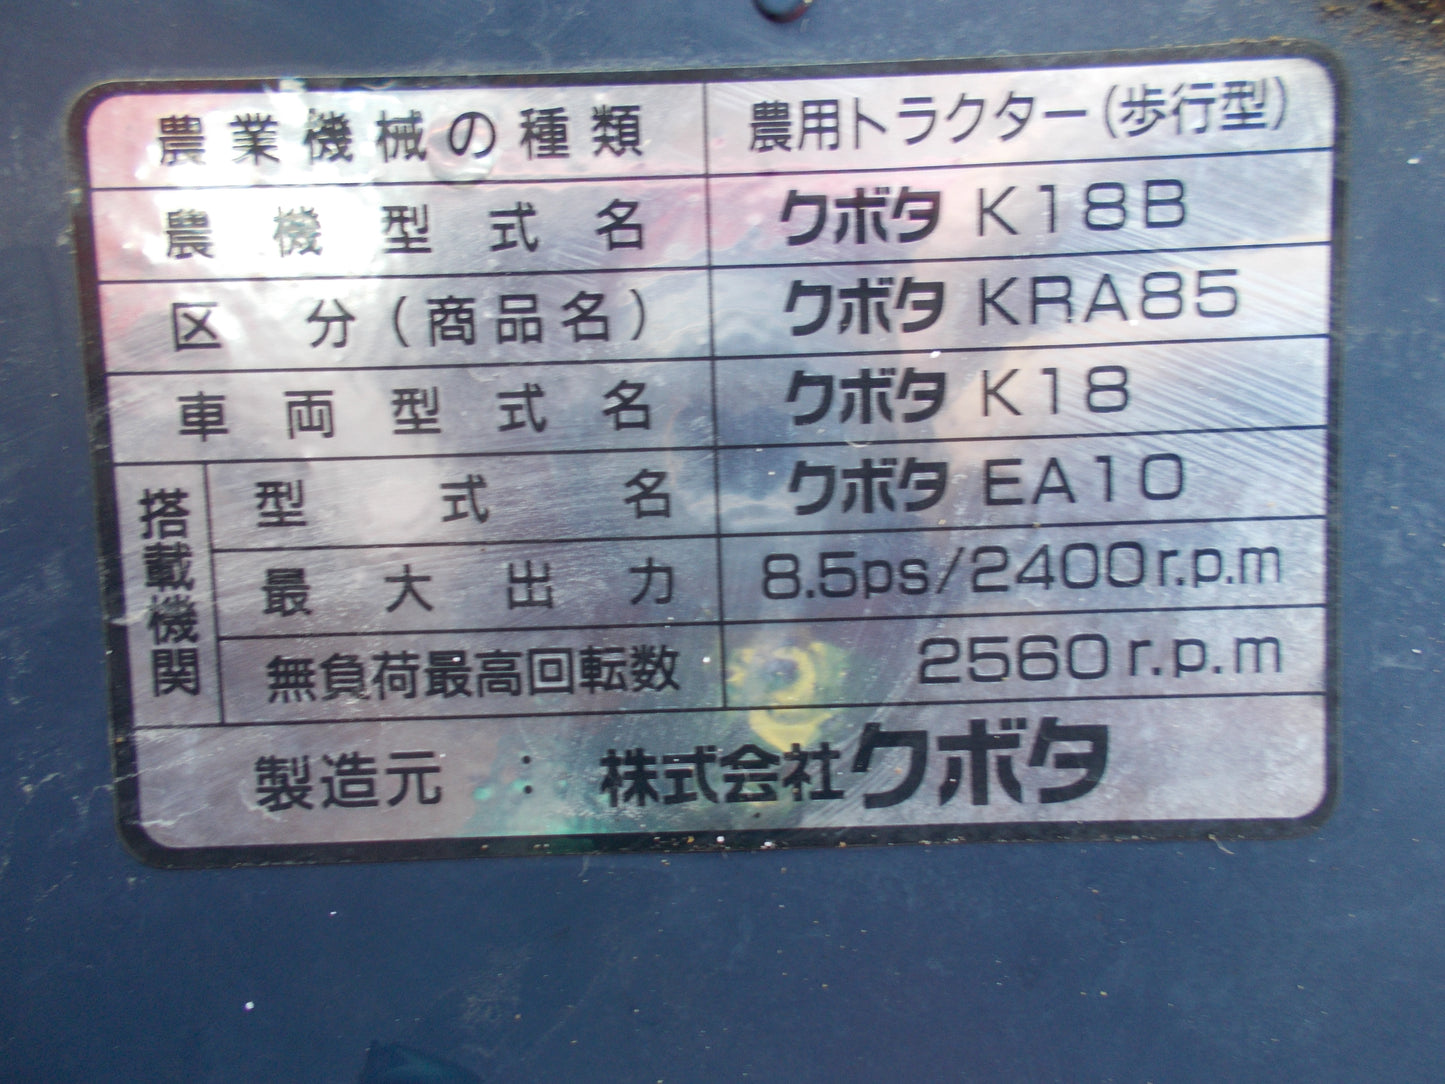 農業機械の種類 農用トラクター(歩行型)
農機型式名 クボタ K18B
区分(商品名) クボタ KRA85
車両型式名 クボタ K18
搭載機関
型式名 クボタ EA10
最大出力 8.5ps/2400r.p.m
無負荷最高回転数 2560r.p.m
製造元 : 株式会社クボタ